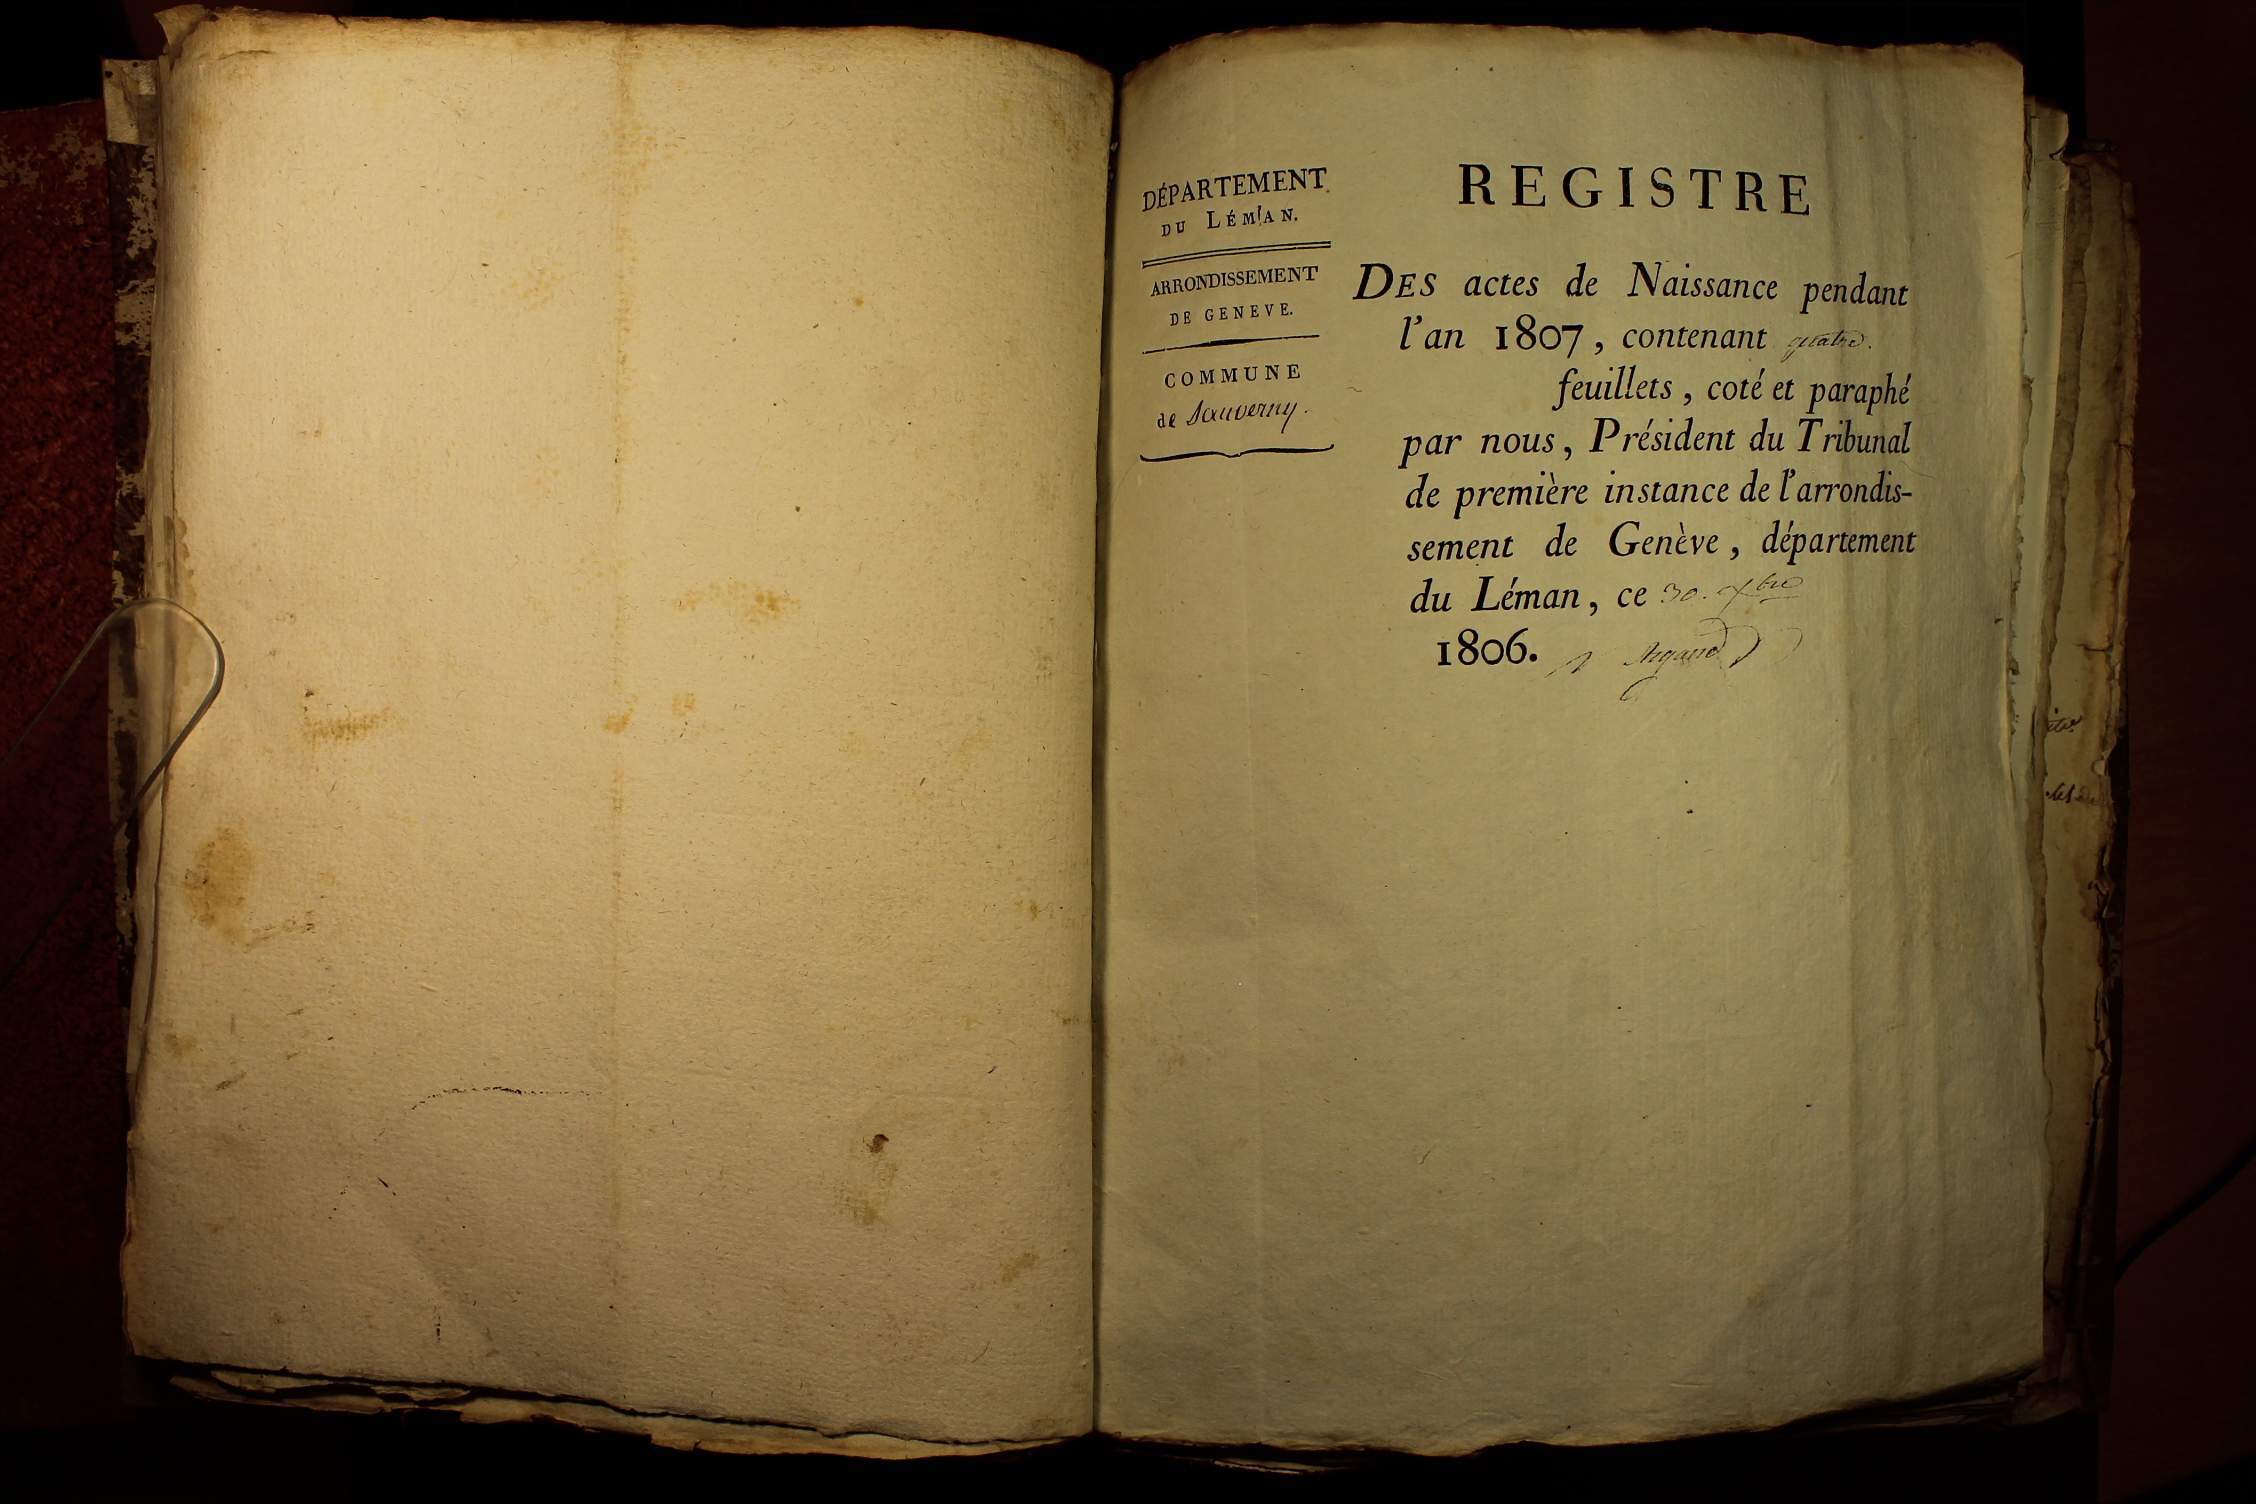 DÉPARTEMENT
DU LÉMAN.
ARRONDISSEMENT
DE GENEVE.
COMMUNE
de Sauverny.
REGISTRE
DES actes de Naissance pendant
l'an 1807, contenant quatre.
feuillets, coté et paraphé
par nous, Président du Tribunal
de première instance de l'arrondis-
sement de Genève, département
du Léman, ce 30. Xbre
1806. Argand